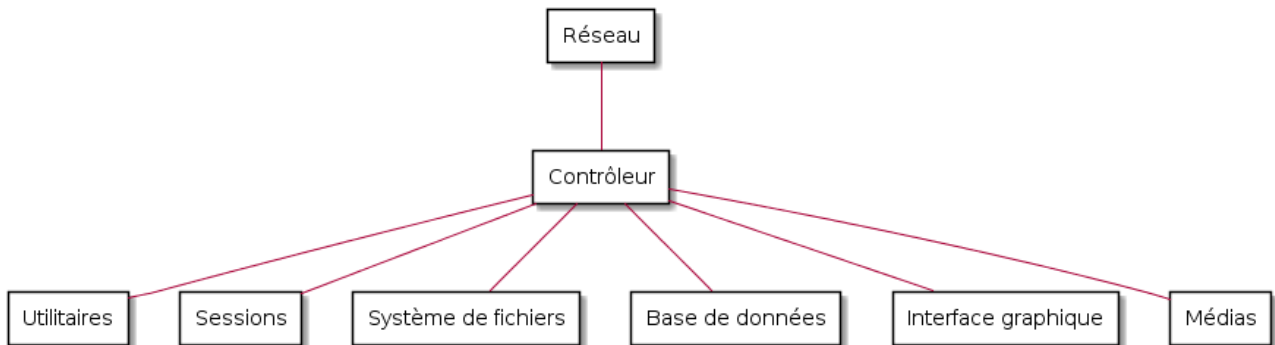 Réseau
Contrôleur
Utilitaires
Sessions
Système de fichiers
Base de données
Interface graphique
Médias